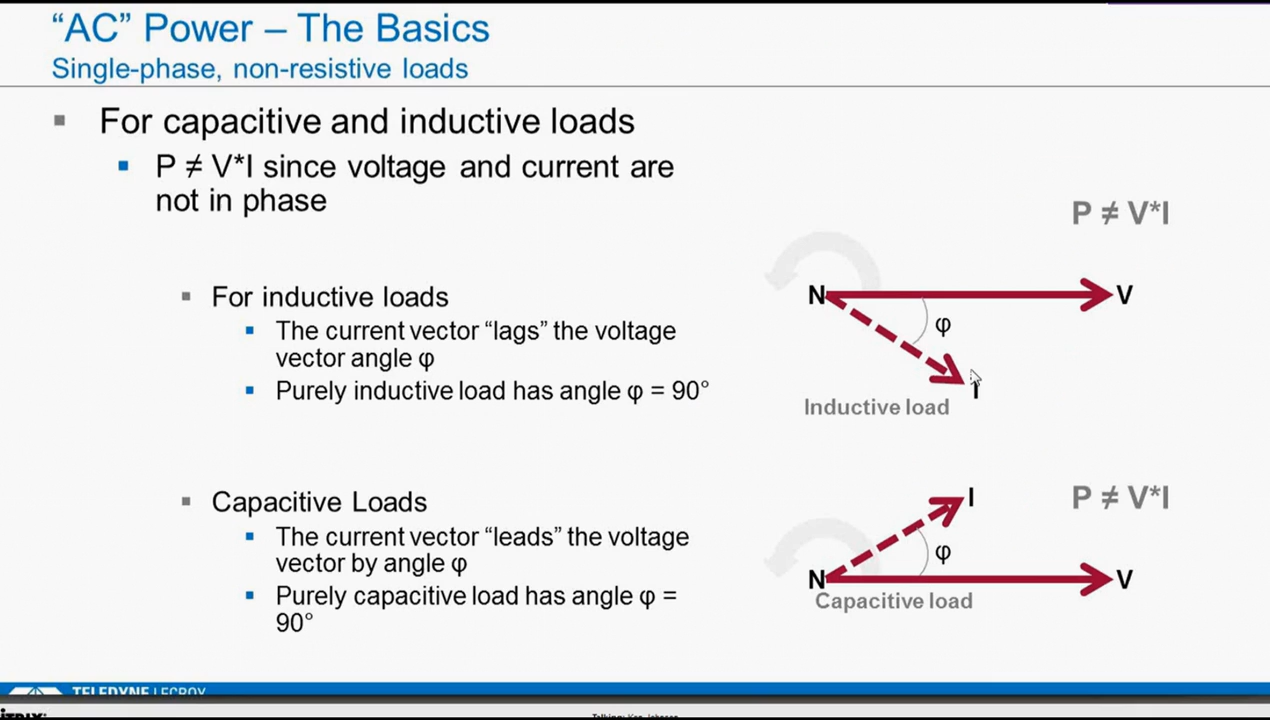 “AC” Power – The Basics
Single-phase, non-resistive loads
For capacitive and inductive loads
P ≠ V*I since voltage and current are
not in phase
P ≠ V*I
For inductive loads
The current vector “lags” the voltage
vector angle φ
Purely inductive load has angle φ = 90°
N
V
φ
I
Inductive load
Capacitive Loads
The current vector “leads” the voltage
vector by angle φ
Purely capacitive load has angle φ =
90°
I
P ≠ V*I
φ
N
V
Capacitive load
TELEDYNE LECROY